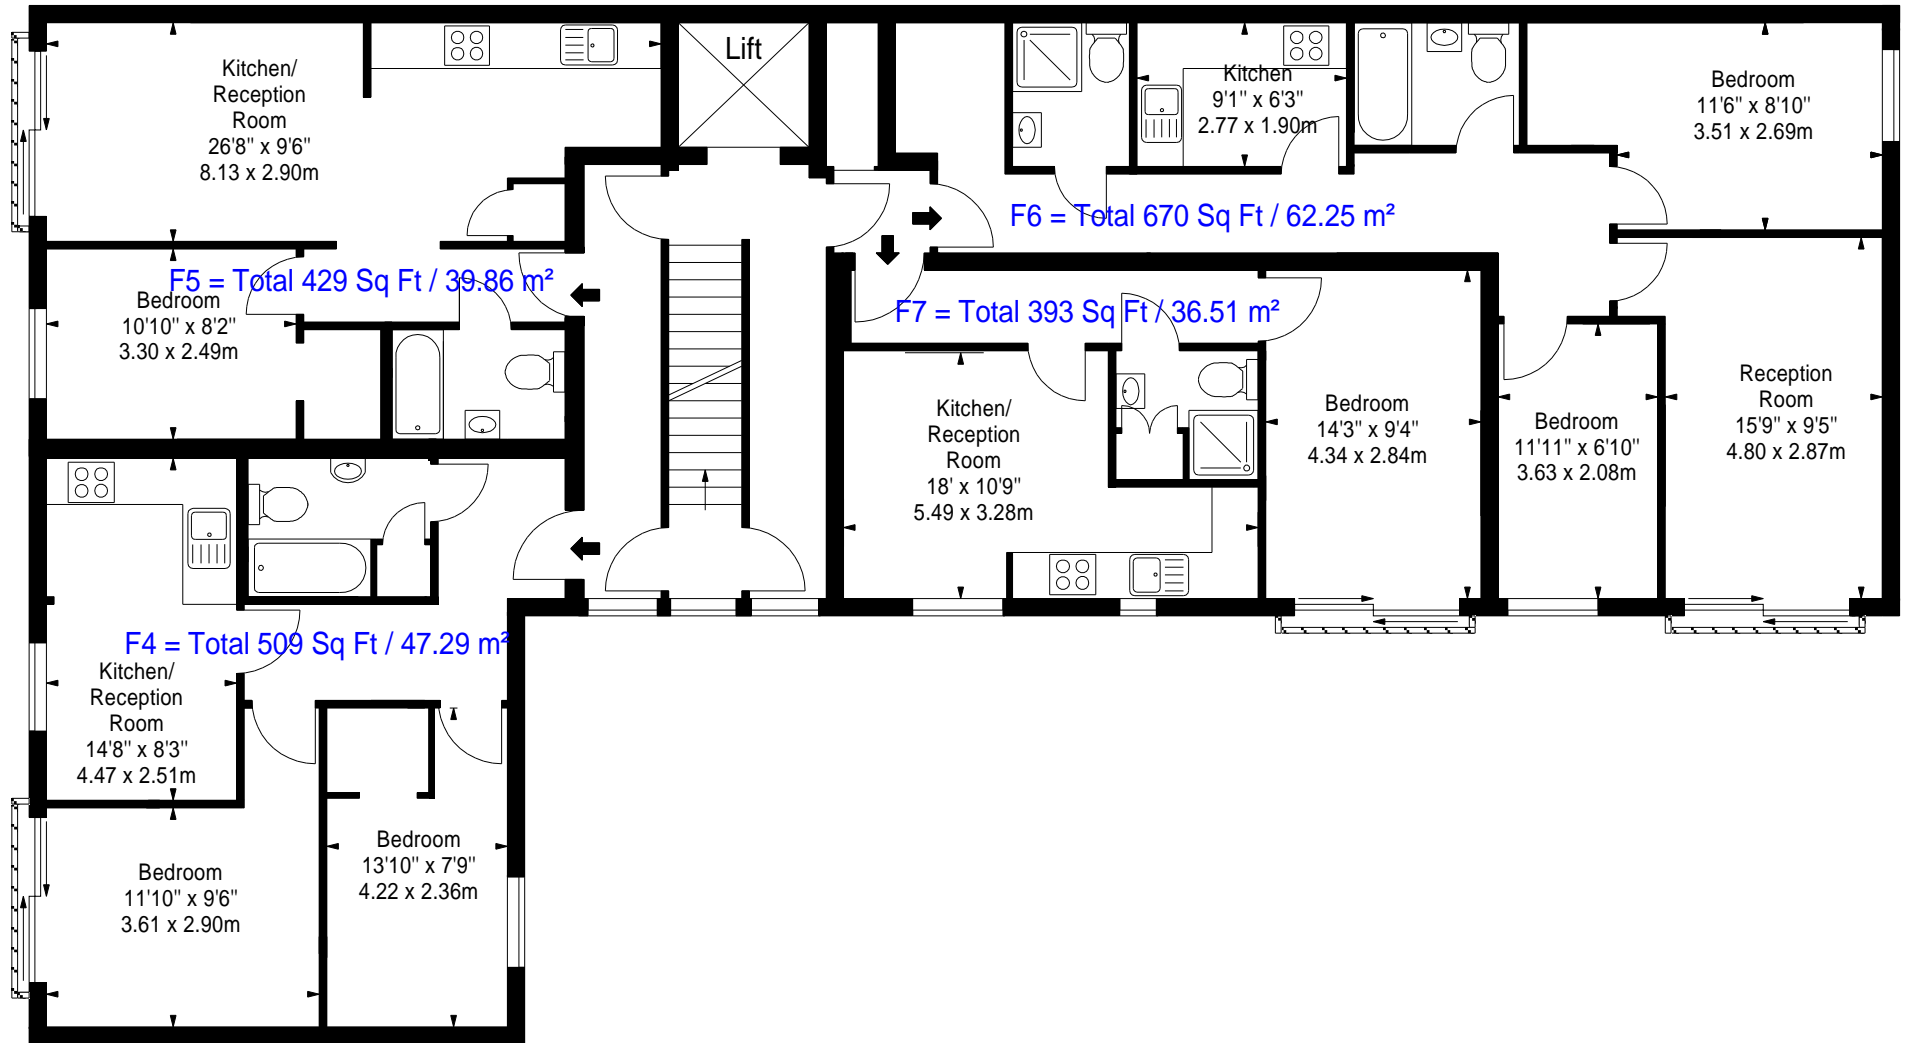 Kitchen/
Reception
Room
26'8" x 9'6"
8.13 x 2.90m
Lift
Kitchen
9'1" x 6'3"
2.77 x 1.90m
Bedroom
11'6" x 8'10"
3.51 x 2.69m
F6 = Total 670 Sq Ft / 62.25 m²
F5 = Total 429 Sq Ft / 39.86 m²
Bedroom
10'10" x 8'2"
3.30 x 2.49m
F7 = Total 393 Sq Ft / 36.51 m²
Kitchen/
Reception
Room
18' x 10'9"
5.49 x 3.28m
Bedroom
14'3" x 9'4"
4.34 x 2.84m
Bedroom
11'11" x 6'10"
3.63 x 2.08m
Reception
Room
15'9" x 9'5"
4.80 x 2.87m
F4 = Total 509 Sq Ft / 47.29 m²
Kitchen/
Reception
Room
14'8" x 8'3"
4.47 x 2.51m
Bedroom
11'10" x 9'6"
3.61 x 2.90m
Bedroom
13'10" x 7'9"
4.22 x 2.36m